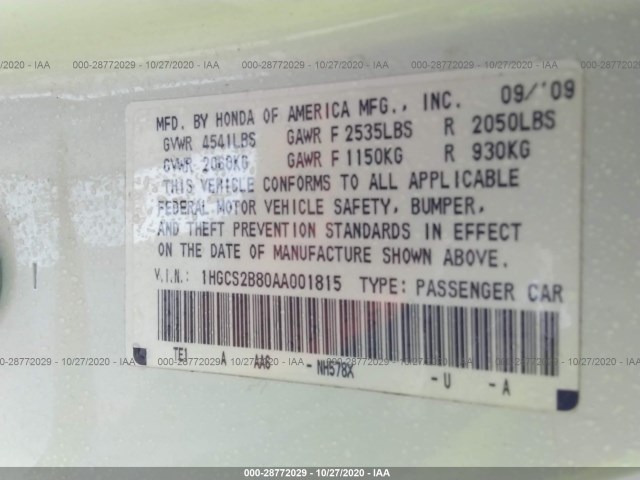 000-28772029 - 10/27/2020 - IAA
MFD. BY HONDA OF AMERICA MFG., INC. 09/'09
GVWR 4541LBS GAWR F 2535LBS R 2050LBS
GVWR 2060KG GAWR F 1150KG R 930KG
THIS VEHICLE CONFORMS TO ALL APPLICABLE
FEDERAL MOTOR VEHICLE SAFETY, BUMPER,
AND THEFT PREVENTION STANDARDS IN EFFECT
ON THE DATE OF MANUFACTURE SHOWN ABOVE.
V.I.N.: 1HGCS2B80AA001815 TYPE: PASSENGER CAR
TE1 A AA6 - NH578X - U - A
000-28772029 - 10/27/2020 - IAA